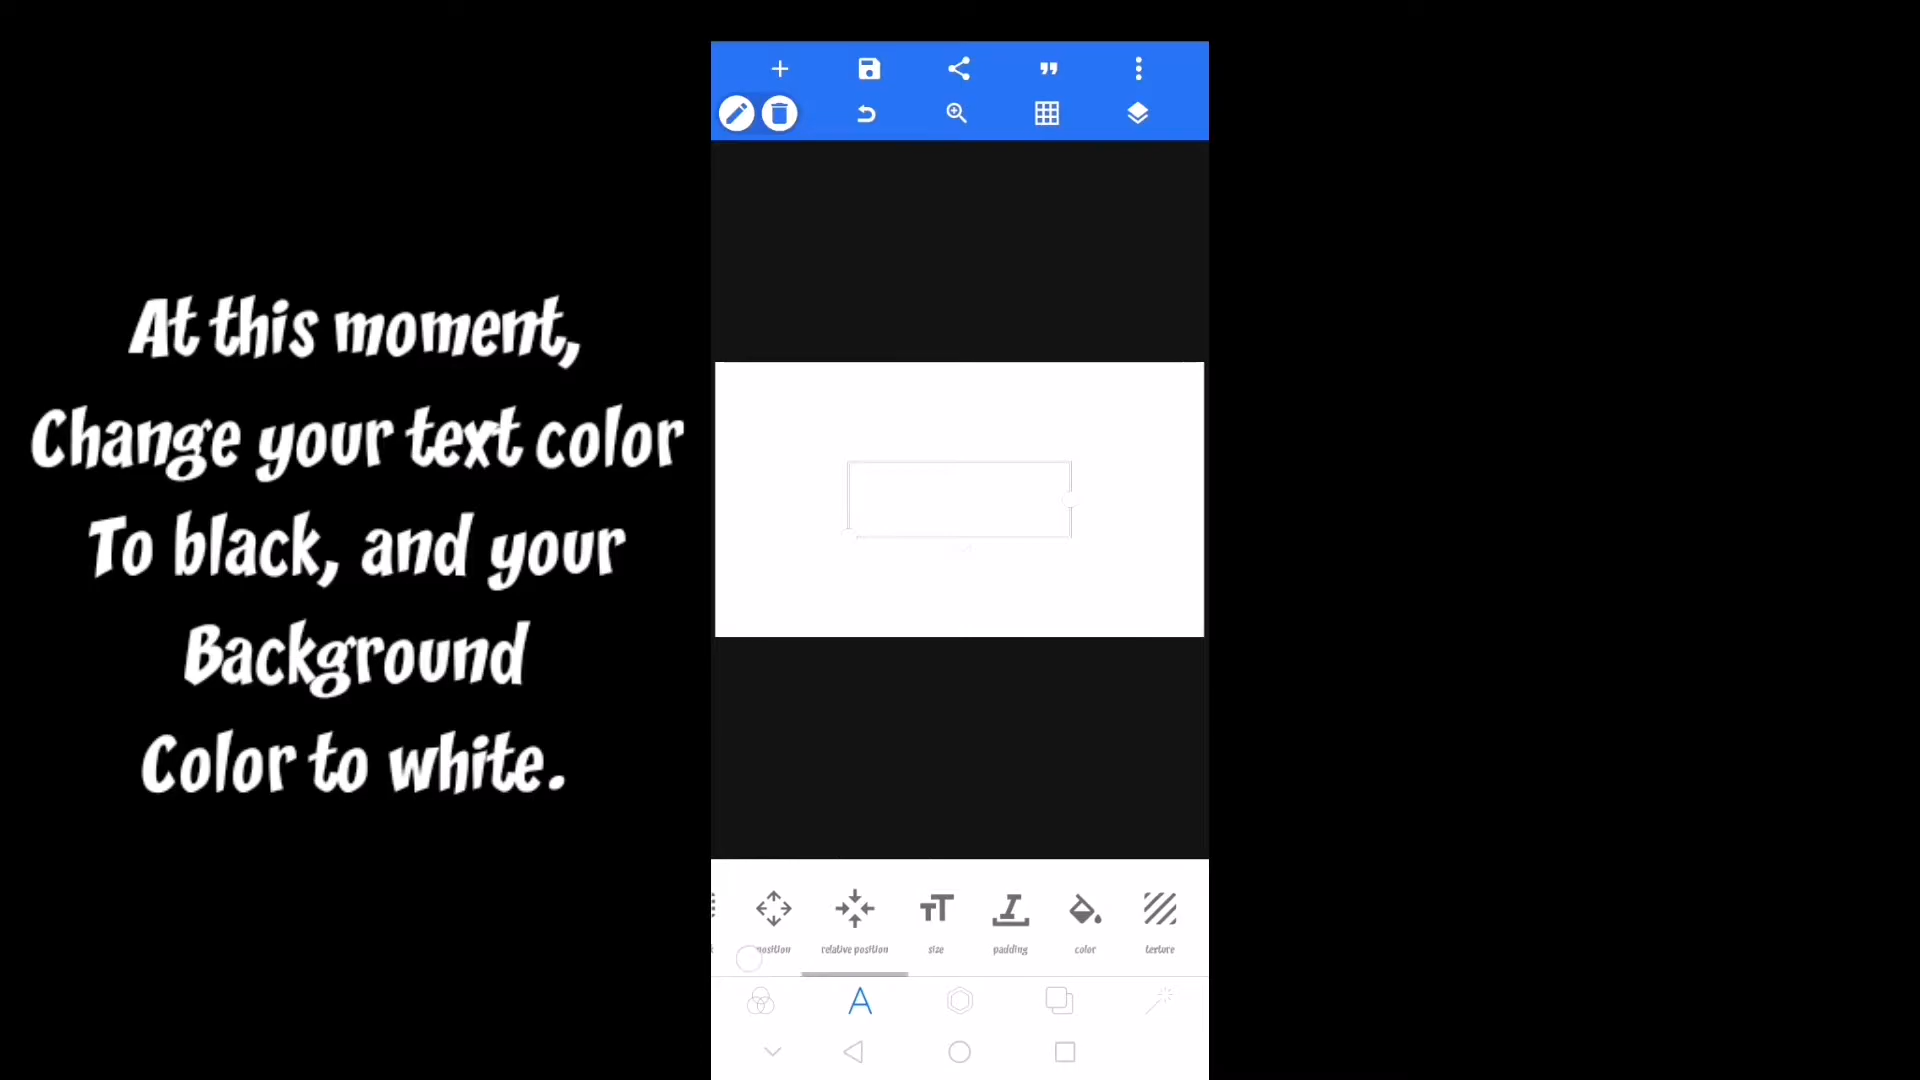 At this moment,
Change your text color
To black, and your
Background
Color to white.
position
relative position
size
padding
color
texture